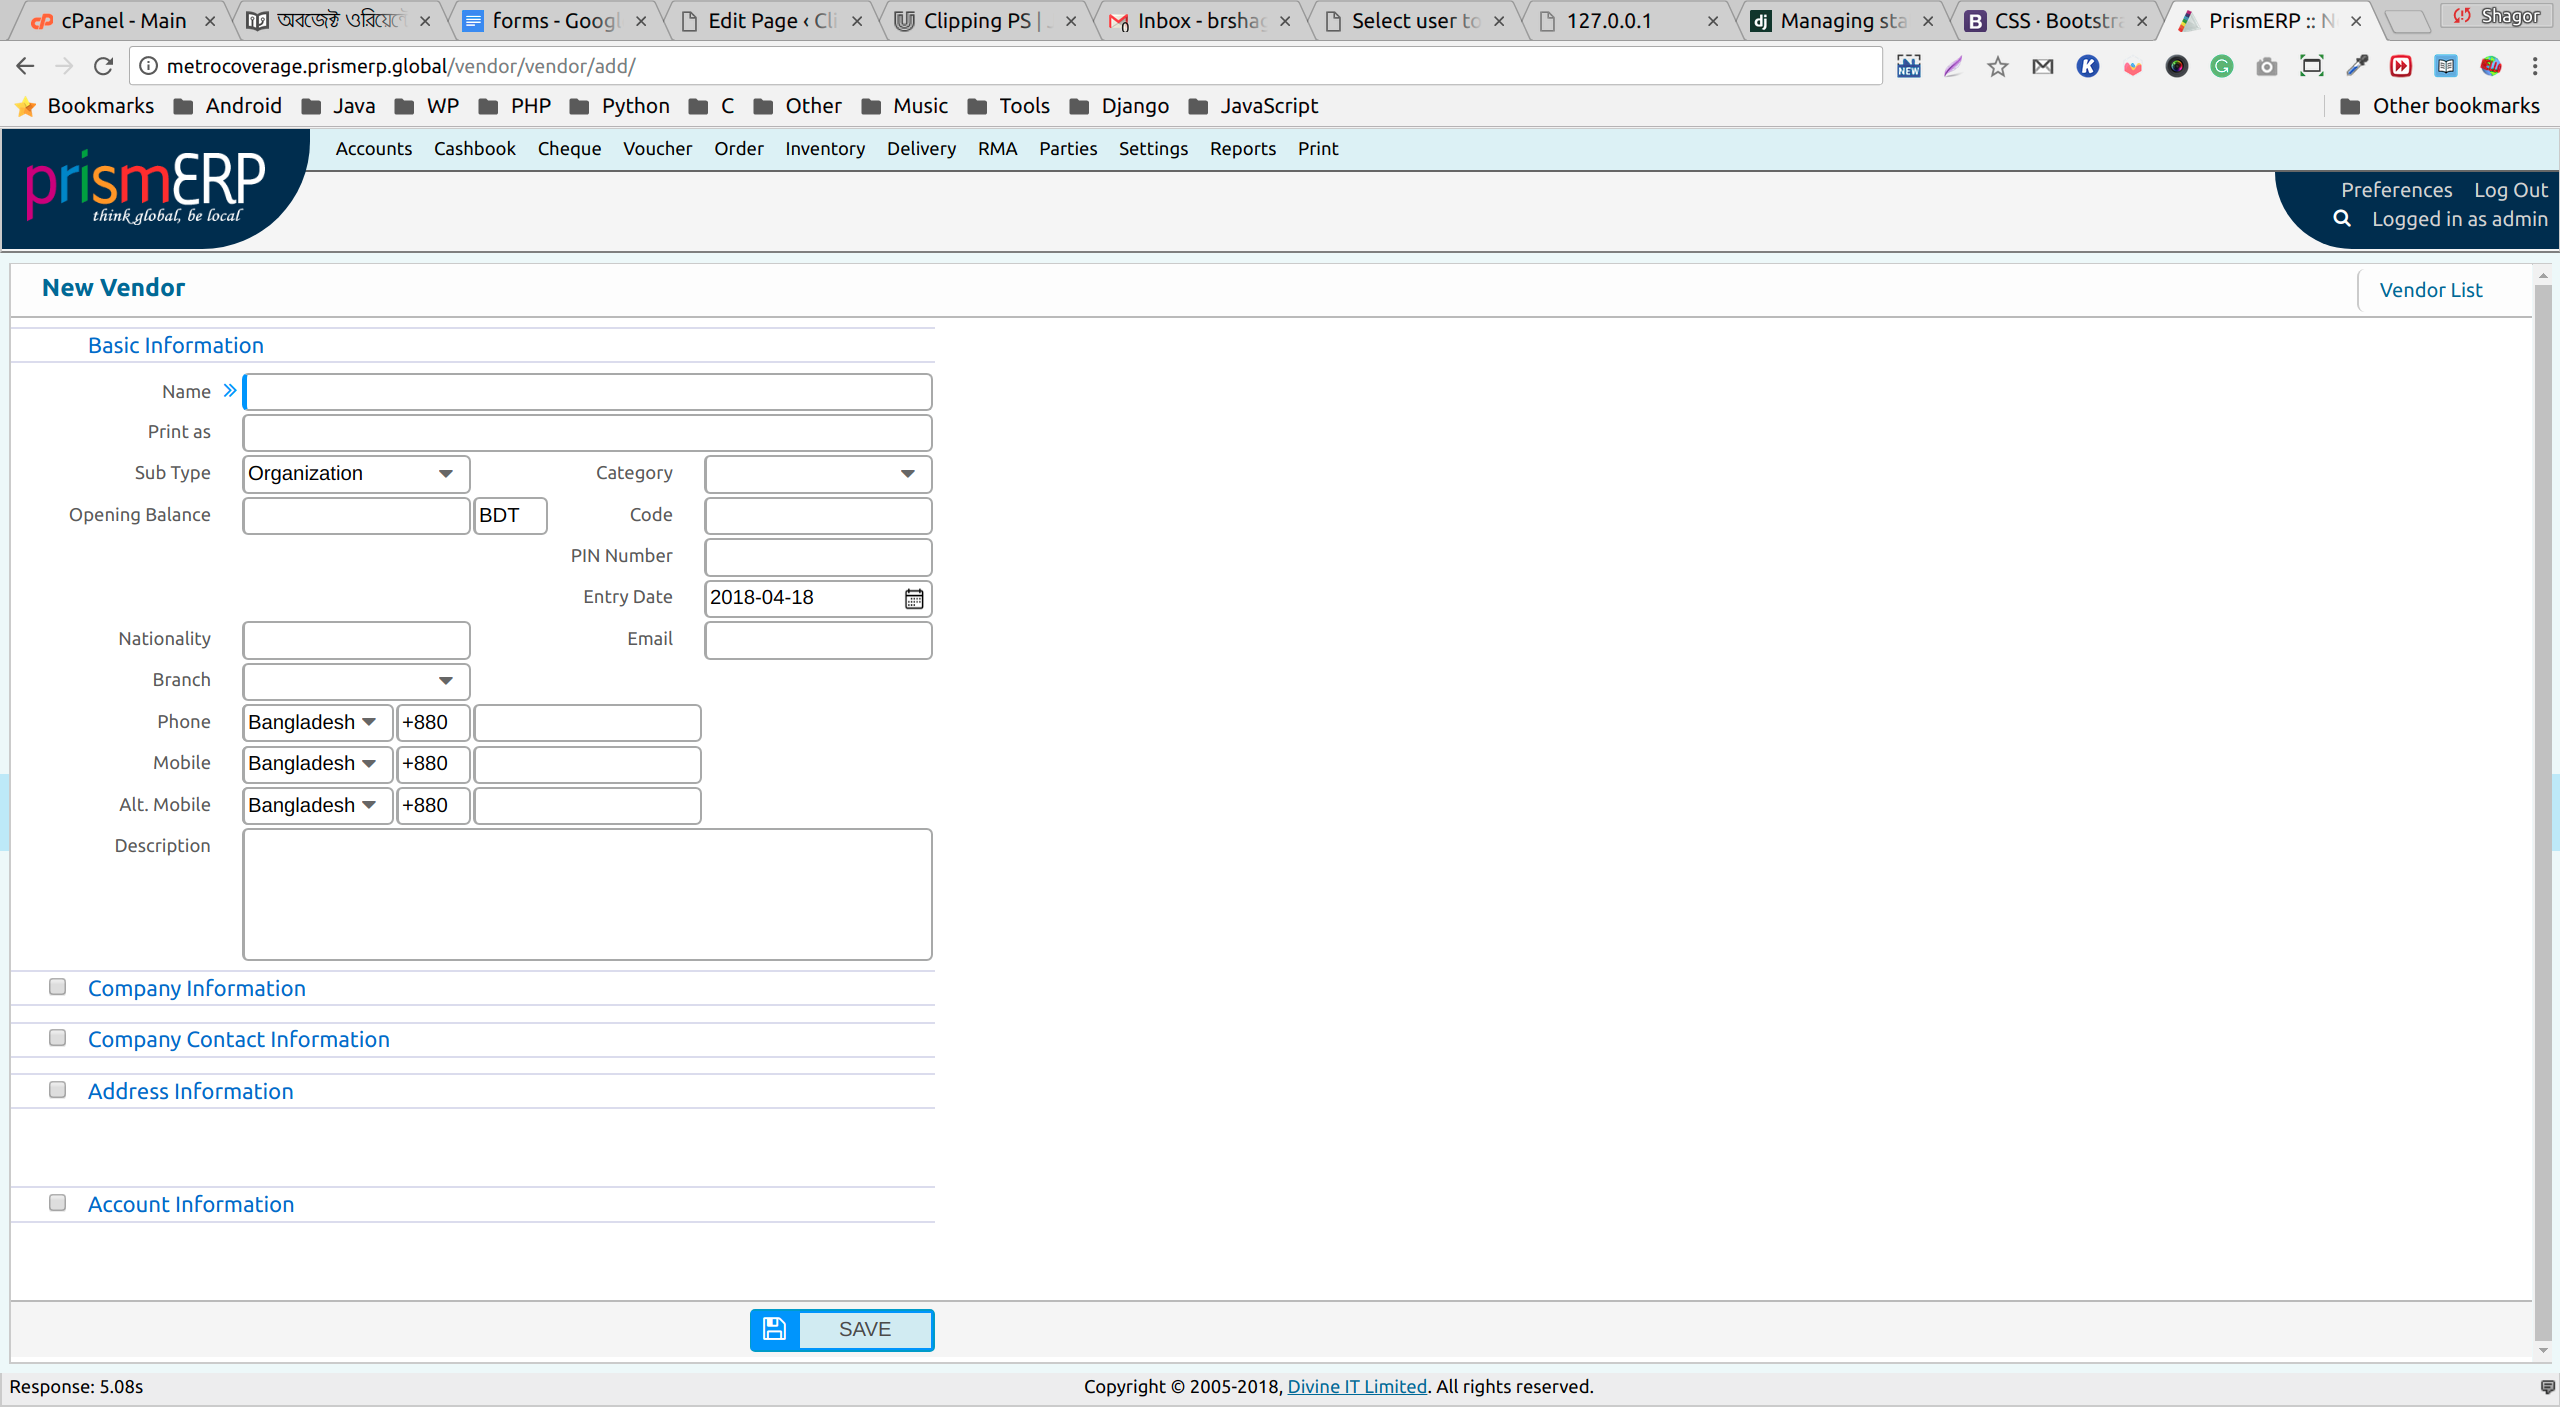 cPanel - Main
অবজেক্ট ওরিয়েন্টে
forms - Googl
Edit Page ‹ Cli
Clipping PS |
Inbox - brshag
Select user to
127.0.0.1
Managing sta
CSS · Bootstra
PrismERP :: N
Shagor
metrocoverage.prismerp.global/vendor/vendor/add/
Bookmarks Android Java WP PHP Python C Other Music Tools Django JavaScript Other bookmarks
prismERP
think global, be local
Accounts Cashbook Cheque Voucher Order Inventory Delivery RMA Parties Settings Reports Print
Preferences Log Out
Logged in as admin
New Vendor
Vendor List
Basic Information
Name
Print as
Sub Type Organization Category
Opening Balance BDT Code
PIN Number
Entry Date 2018-04-18
Nationality Email
Branch
Phone Bangladesh +880
Mobile Bangladesh +880
Alt. Mobile Bangladesh +880
Description
Company Information
Company Contact Information
Address Information
Account Information
SAVE
Response: 5.08s
Copyright © 2005-2018, Divine IT Limited. All rights reserved.